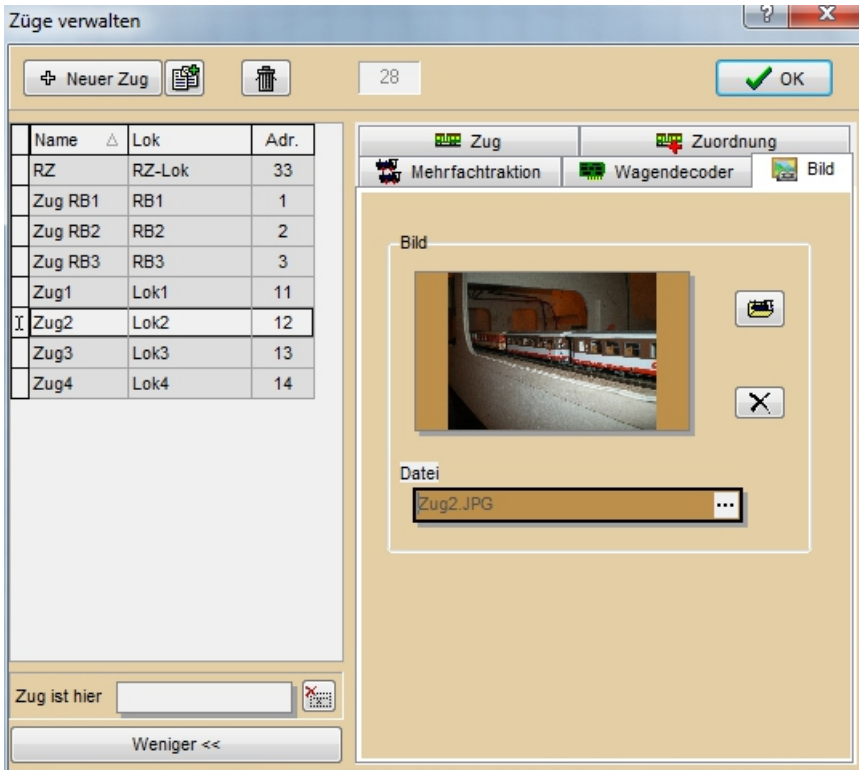 Züge verwalten
?
X
Neuer Zug
28
OK
Name Lok Adr.
RZ RZ-Lok 33
Zug RB1 RB1 1
Zug RB2 RB2 2
Zug RB3 RB3 3
Zug1 Lok1 11
Zug2 Lok2 12
Zug3 Lok3 13
Zug4 Lok4 14
Zug ist hier
Weniger <<
Zug Zuordnung
Mehrfachtraktion Wagendecoder Bild
Bild
Datei
Zug2.JPG ...